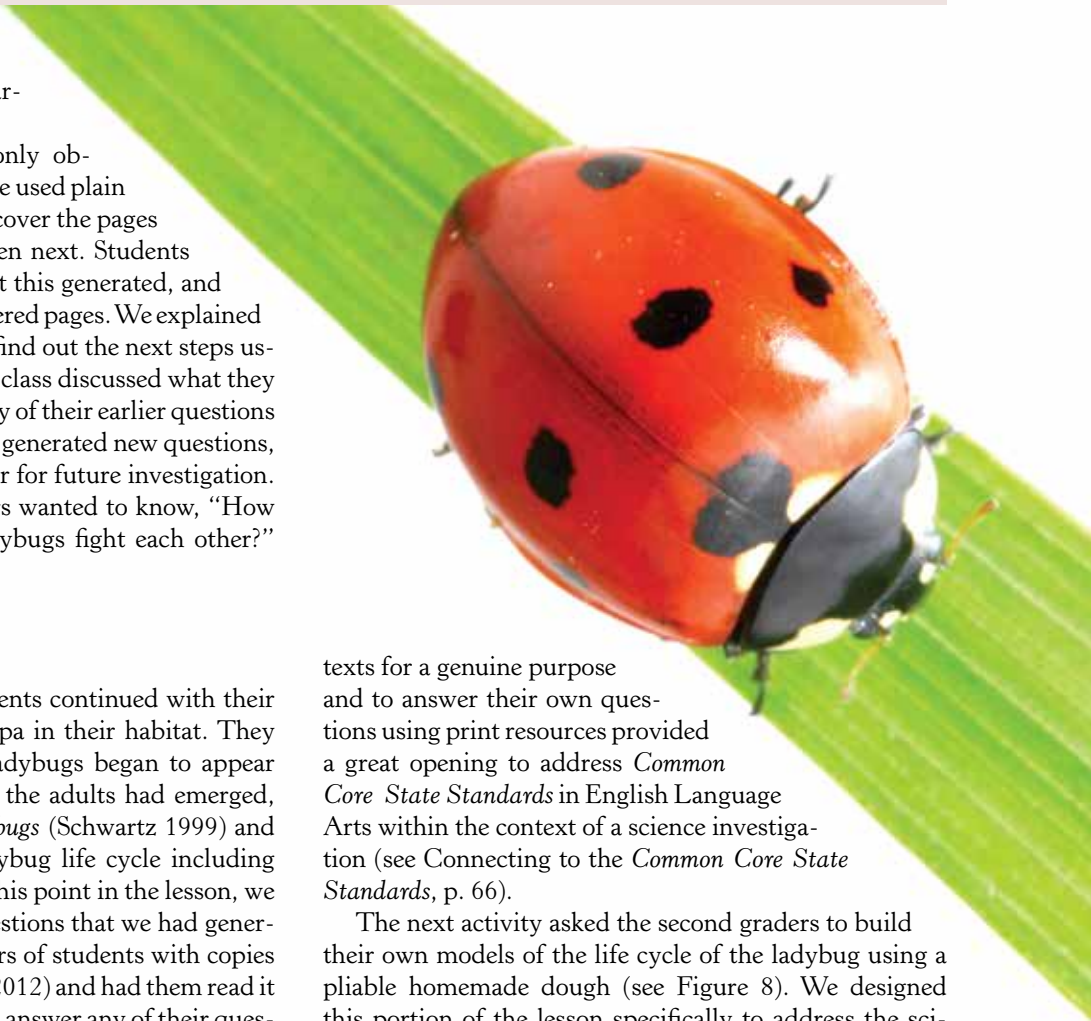 r-
only ob-
e used plain
cover the pages
en next. Students
t this generated, and
ered pages. We explained
find out the next steps us-
class discussed what they
y of their earlier questions
generated new questions,
r for future investigation.
s wanted to know, “How
ybugs fight each other?”
ents continued with their
pa in their habitat. They
adybugs began to appear
the adults had emerged,
bugs (Schwartz 1999) and
ybug life cycle including
his point in the lesson, we
estions that we had gener-
rs of students with copies
2012) and had them read it
answer any of their ques-
texts for a genuine purpose
and to answer their own ques-
tions using print resources provided
a great opening to address Common
Core State Standards in English Language
Arts within the context of a science investiga-
tion (see Connecting to the Common Core State
Standards, p. 66).
The next activity asked the second graders to build
their own models of the life cycle of the ladybug using a
pliable homemade dough (see Figure 8). We designed
this portion of the lesson specifically to address the sci-